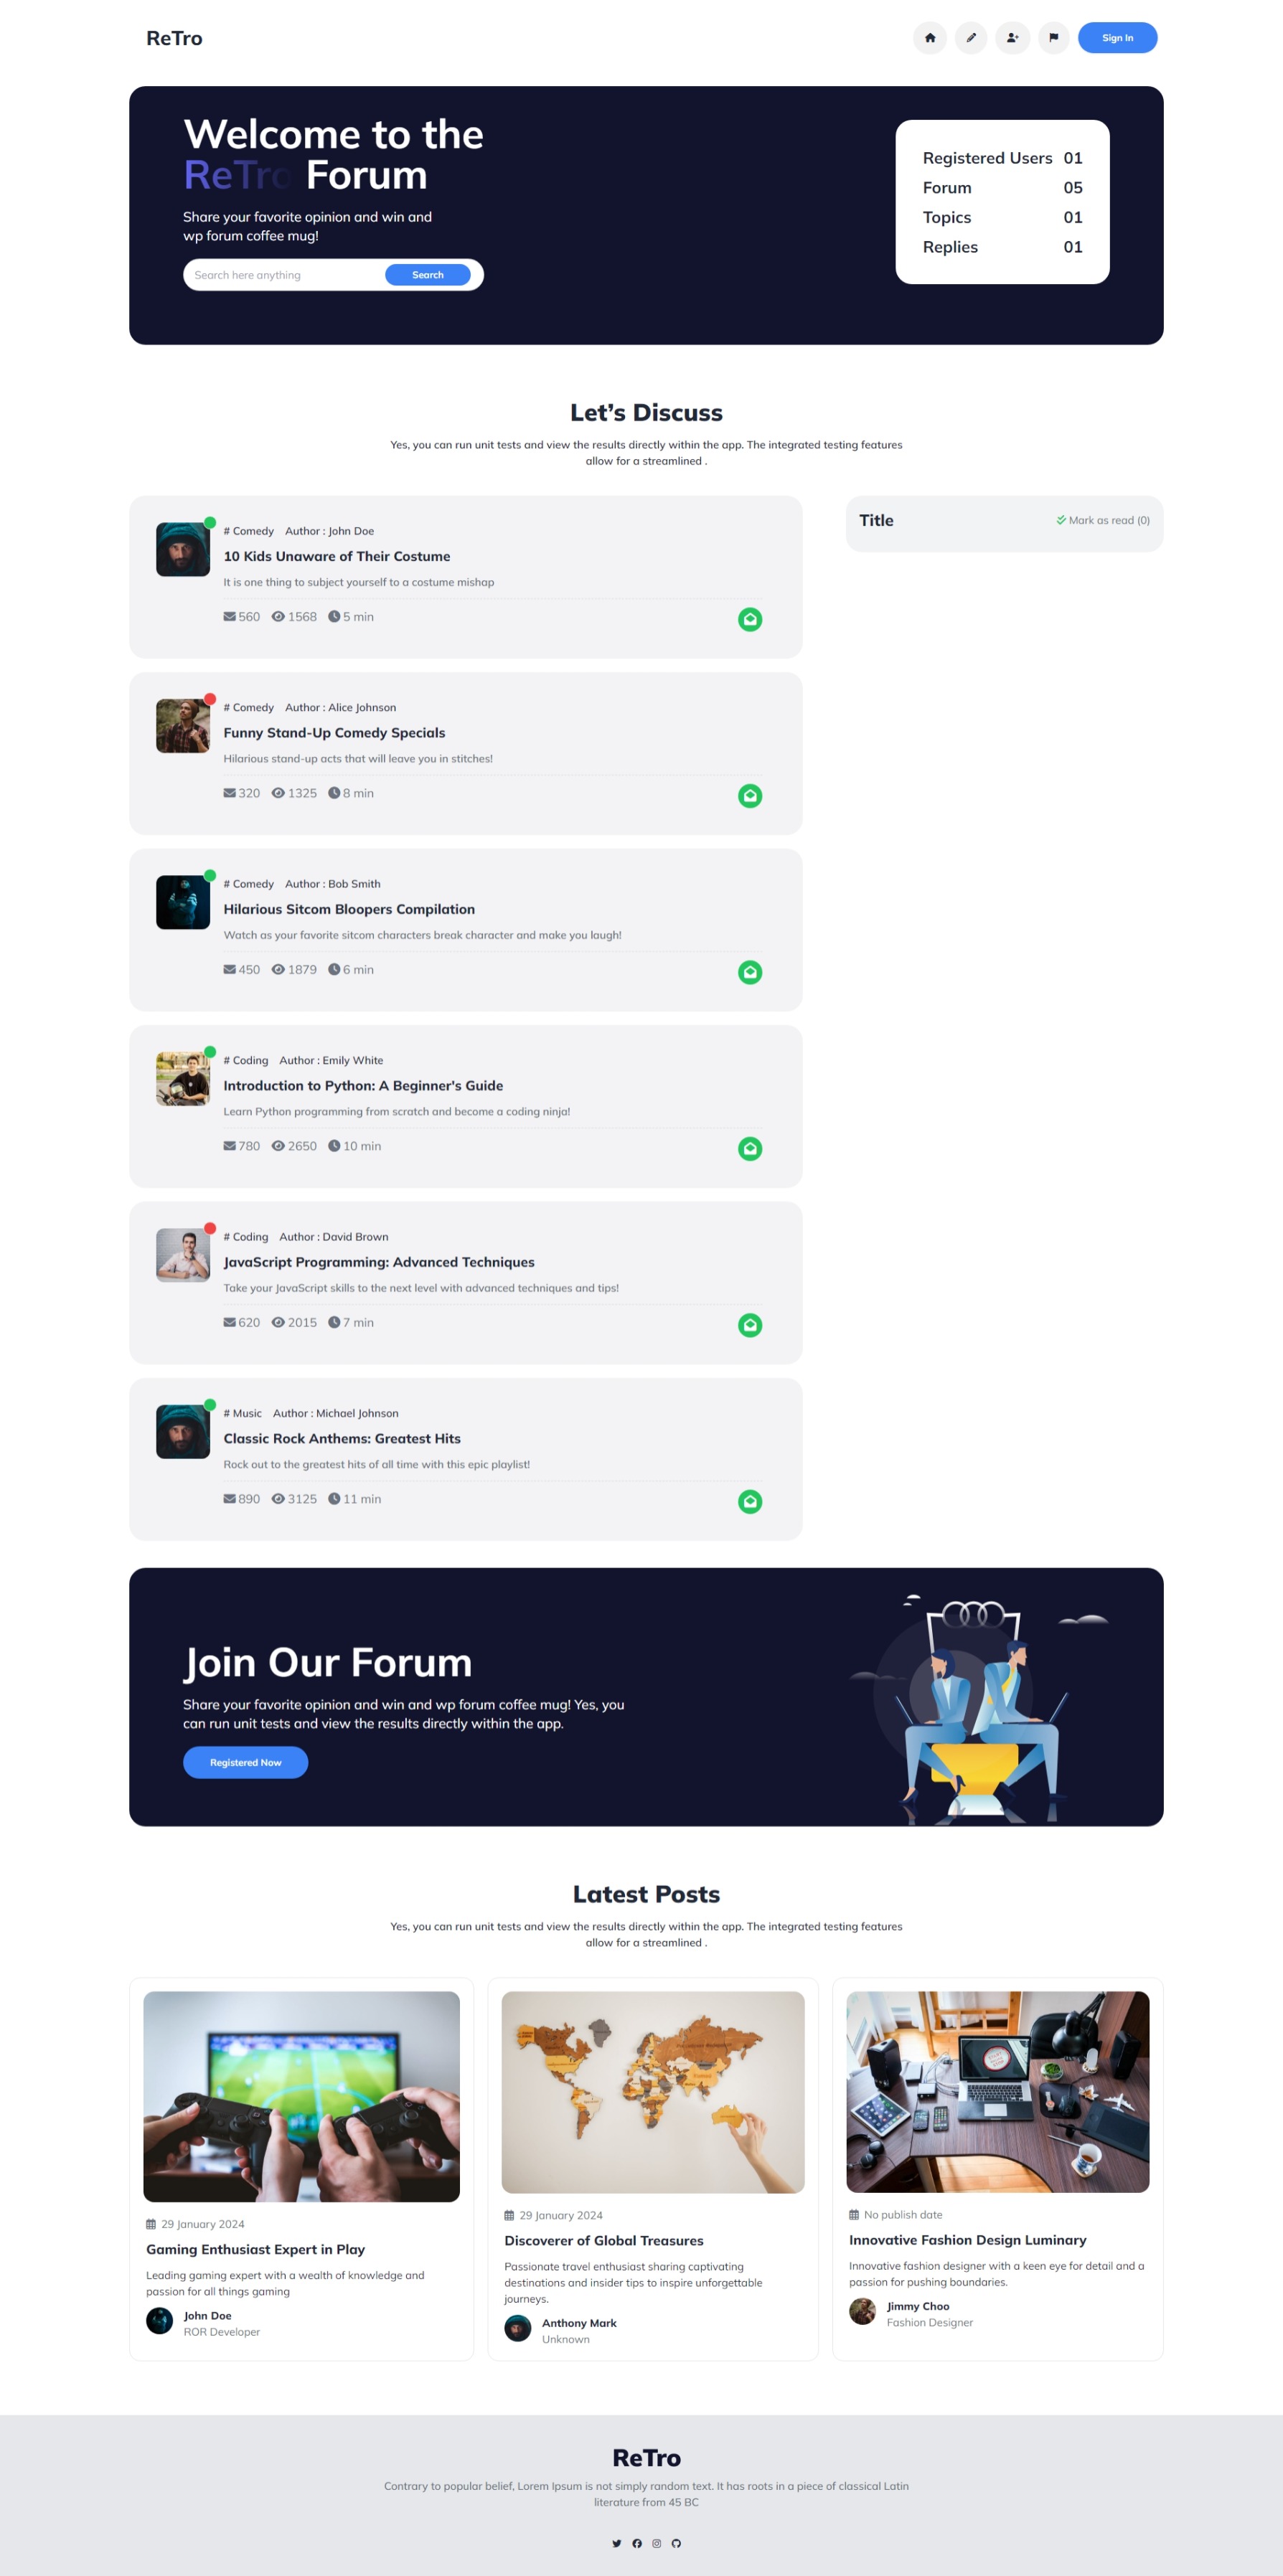 ReTro
Sign In
Welcome to the
ReTro Forum
Share your favorite opinion and win and
wp forum coffee mug!
Search here anything
Search
Registered Users 01
Forum 05
Topics 01
Replies 01
Let’s Discuss
Yes, you can run unit tests and view the results directly within the app. The integrated testing features
allow for a streamlined .
# Comedy Author : John Doe
10 Kids Unaware of Their Costume
It is one thing to subject yourself to a costume mishap
560 1568 5 min
Title
Mark as read (0)
# Comedy Author : Alice Johnson
Funny Stand-Up Comedy Specials
Hilarious stand-up acts that will leave you in stitches!
320 1325 8 min
# Comedy Author : Bob Smith
Hilarious Sitcom Bloopers Compilation
Watch as your favorite sitcom characters break character and make you laugh!
450 1879 6 min
# Coding Author : Emily White
Introduction to Python: A Beginner's Guide
Learn Python programming from scratch and become a coding ninja!
780 2650 10 min
# Coding Author : David Brown
JavaScript Programming: Advanced Techniques
Take your JavaScript skills to the next level with advanced techniques and tips!
620 2015 7 min
# Music Author : Michael Johnson
Classic Rock Anthems: Greatest Hits
Rock out to the greatest hits of all time with this epic playlist!
890 3125 11 min
Join Our Forum
Share your favorite opinion and win and wp forum coffee mug! Yes, you
can run unit tests and view the results directly within the app.
Registered Now
Latest Posts
Yes, you can run unit tests and view the results directly within the app. The integrated testing features
allow for a streamlined .
29 January 2024
Gaming Enthusiast Expert in Play
Leading gaming expert with a wealth of knowledge and
passion for all things gaming
John Doe
ROR Developer
29 January 2024
Discoverer of Global Treasures
Passionate travel enthusiast sharing captivating
destinations and insider tips to inspire unforgettable
journeys.
Anthony Mark
Unknown
No publish date
Innovative Fashion Design Luminary
Innovative fashion designer with a keen eye for detail and a
passion for pushing boundaries.
Jimmy Choo
Fashion Designer
ReTro
Contrary to popular belief, Lorem Ipsum is not simply random text. It has roots in a piece of classical Latin
literature from 45 BC